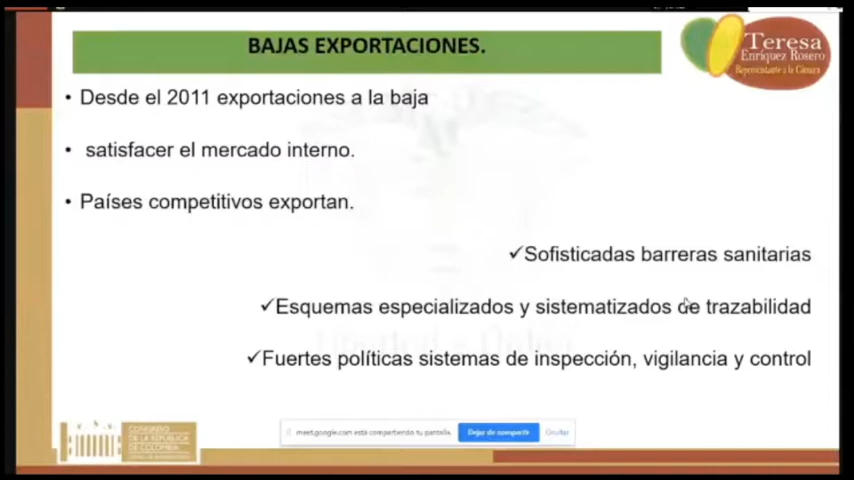 BAJAS EXPORTACIONES.
Teresa
Enríquez Rosero
Representante a la Cámara
• Desde el 2011 exportaciones a la baja
• satisfacer el mercado interno.
• Países competitivos exportan.
✓Sofisticadas barreras sanitarias
✓Esquemas especializados y sistematizados de trazabilidad
✓Fuertes políticas sistemas de inspección, vigilancia y control
Libertad y Orden
CONGRESO
DE LA REPÚBLICA
DE COLOMBIA
meet.google.com está compartiendo tu pantalla.
Dejar de compartir
Ocultar